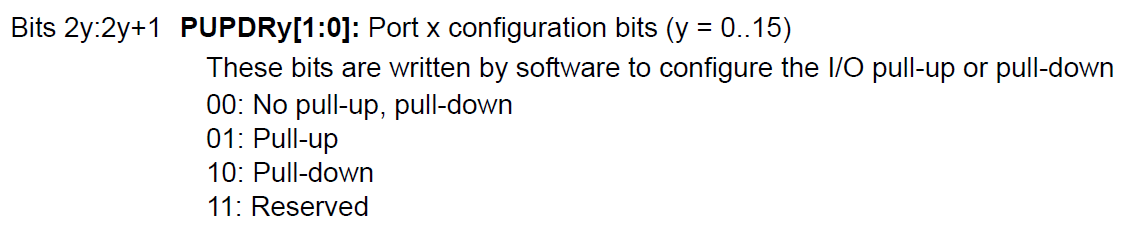 Bits 2y:2y+1 PUPDRy[1:0]: Port x configuration bits (y = 0..15)
These bits are written by software to configure the I/O pull-up or pull-down
00: No pull-up, pull-down
01: Pull-up
10: Pull-down
11: Reserved